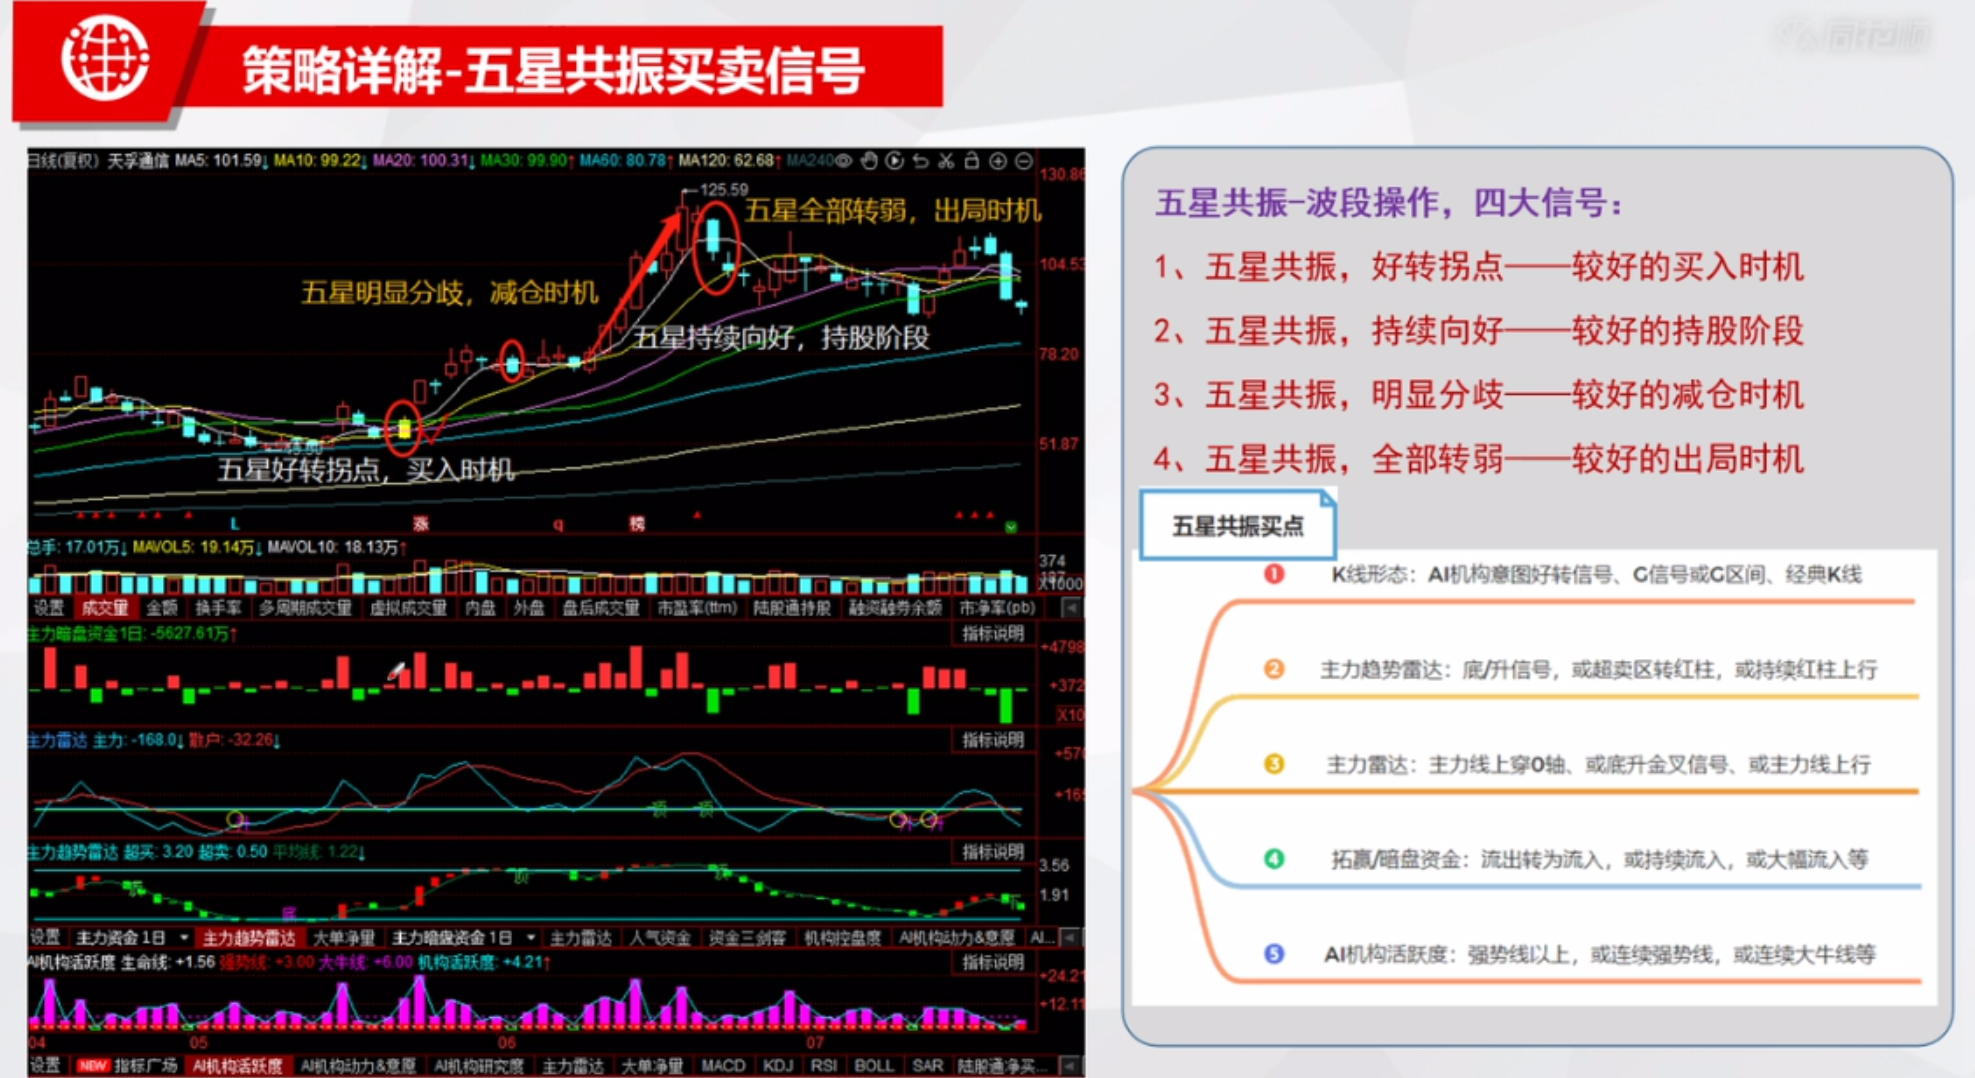 策略详解-五星共振买卖信号
同花顺
日线(复权) 天孚通信 MA5: 101.59↓ MA10: 99.22↓ MA20: 100.31↓ MA30: 99.90↑ MA60: 80.78↑ MA120: 62.68↑ MA240
130.86
125.59
五星全部转弱，出局时机
104.53
五星明显分歧，减仓时机
五星持续向好，持股阶段
78.20
51.87
五星好转拐点，买入时机
L 涨 q 榜
总手: 17.01万↓ MAVOL5: 19.14万↓ MAVOL10: 18.13万↑
374
X1000
设置 成交量 金额 换手率 多周期成交量 虚拟成交量 内盘 外盘 盘后成交量 市盈率(ttm) 陆股通持股 融资融券余额 市净率(pb)
主力暗盘资金1日: -5627.61万↑ 指标说明
+4798
+372
X10
主力雷达 主力: -168.0↓ 散户: -32.26↓ 指标说明
+570
+165
顶 顶
升 升 升
主力趋势雷达 超买: 3.20 超卖: 0.50 平均线: 1.22↓ 指标说明
3.56
顶 顶 顶
1.91
底
设置 主力资金1日 主力趋势雷达 大单净量 主力暗盘资金1日 主力雷达 人气资金 资金三剑客 机构控盘度 AI机构动力&意愿 AI...
AI机构活跃度 生命线: +1.56 强势线: +3.00 大牛线: +6.00 机构活跃度: +4.21↑ 指标说明
+24.21
+12.11
04 05 06 07
设置 NEW 指标广场 AI机构活跃度 AI机构动力&意愿 AI机构研究度 主力雷达 大单净量 MACD KDJ RSI BOLL SAR 陆股通净买...
五星共振-波段操作，四大信号：
1、五星共振，好转拐点——较好的买入时机
2、五星共振，持续向好——较好的持股阶段
3、五星共振，明显分歧——较好的减仓时机
4、五星共振，全部转弱——较好的出局时机
五星共振买点
1 K线形态：AI机构意图好转信号、G信号或G区间、经典K线
2 主力趋势雷达：底/升信号，或超卖区转红柱，或持续红柱上行
3 主力雷达：主力线上穿0轴、或底升金叉信号、或主力线上行
4 拓赢/暗盘资金：流出转为流入，或持续流入，或大幅流入等
5 AI机构活跃度：强势线以上，或连续强势线，或连续大牛线等